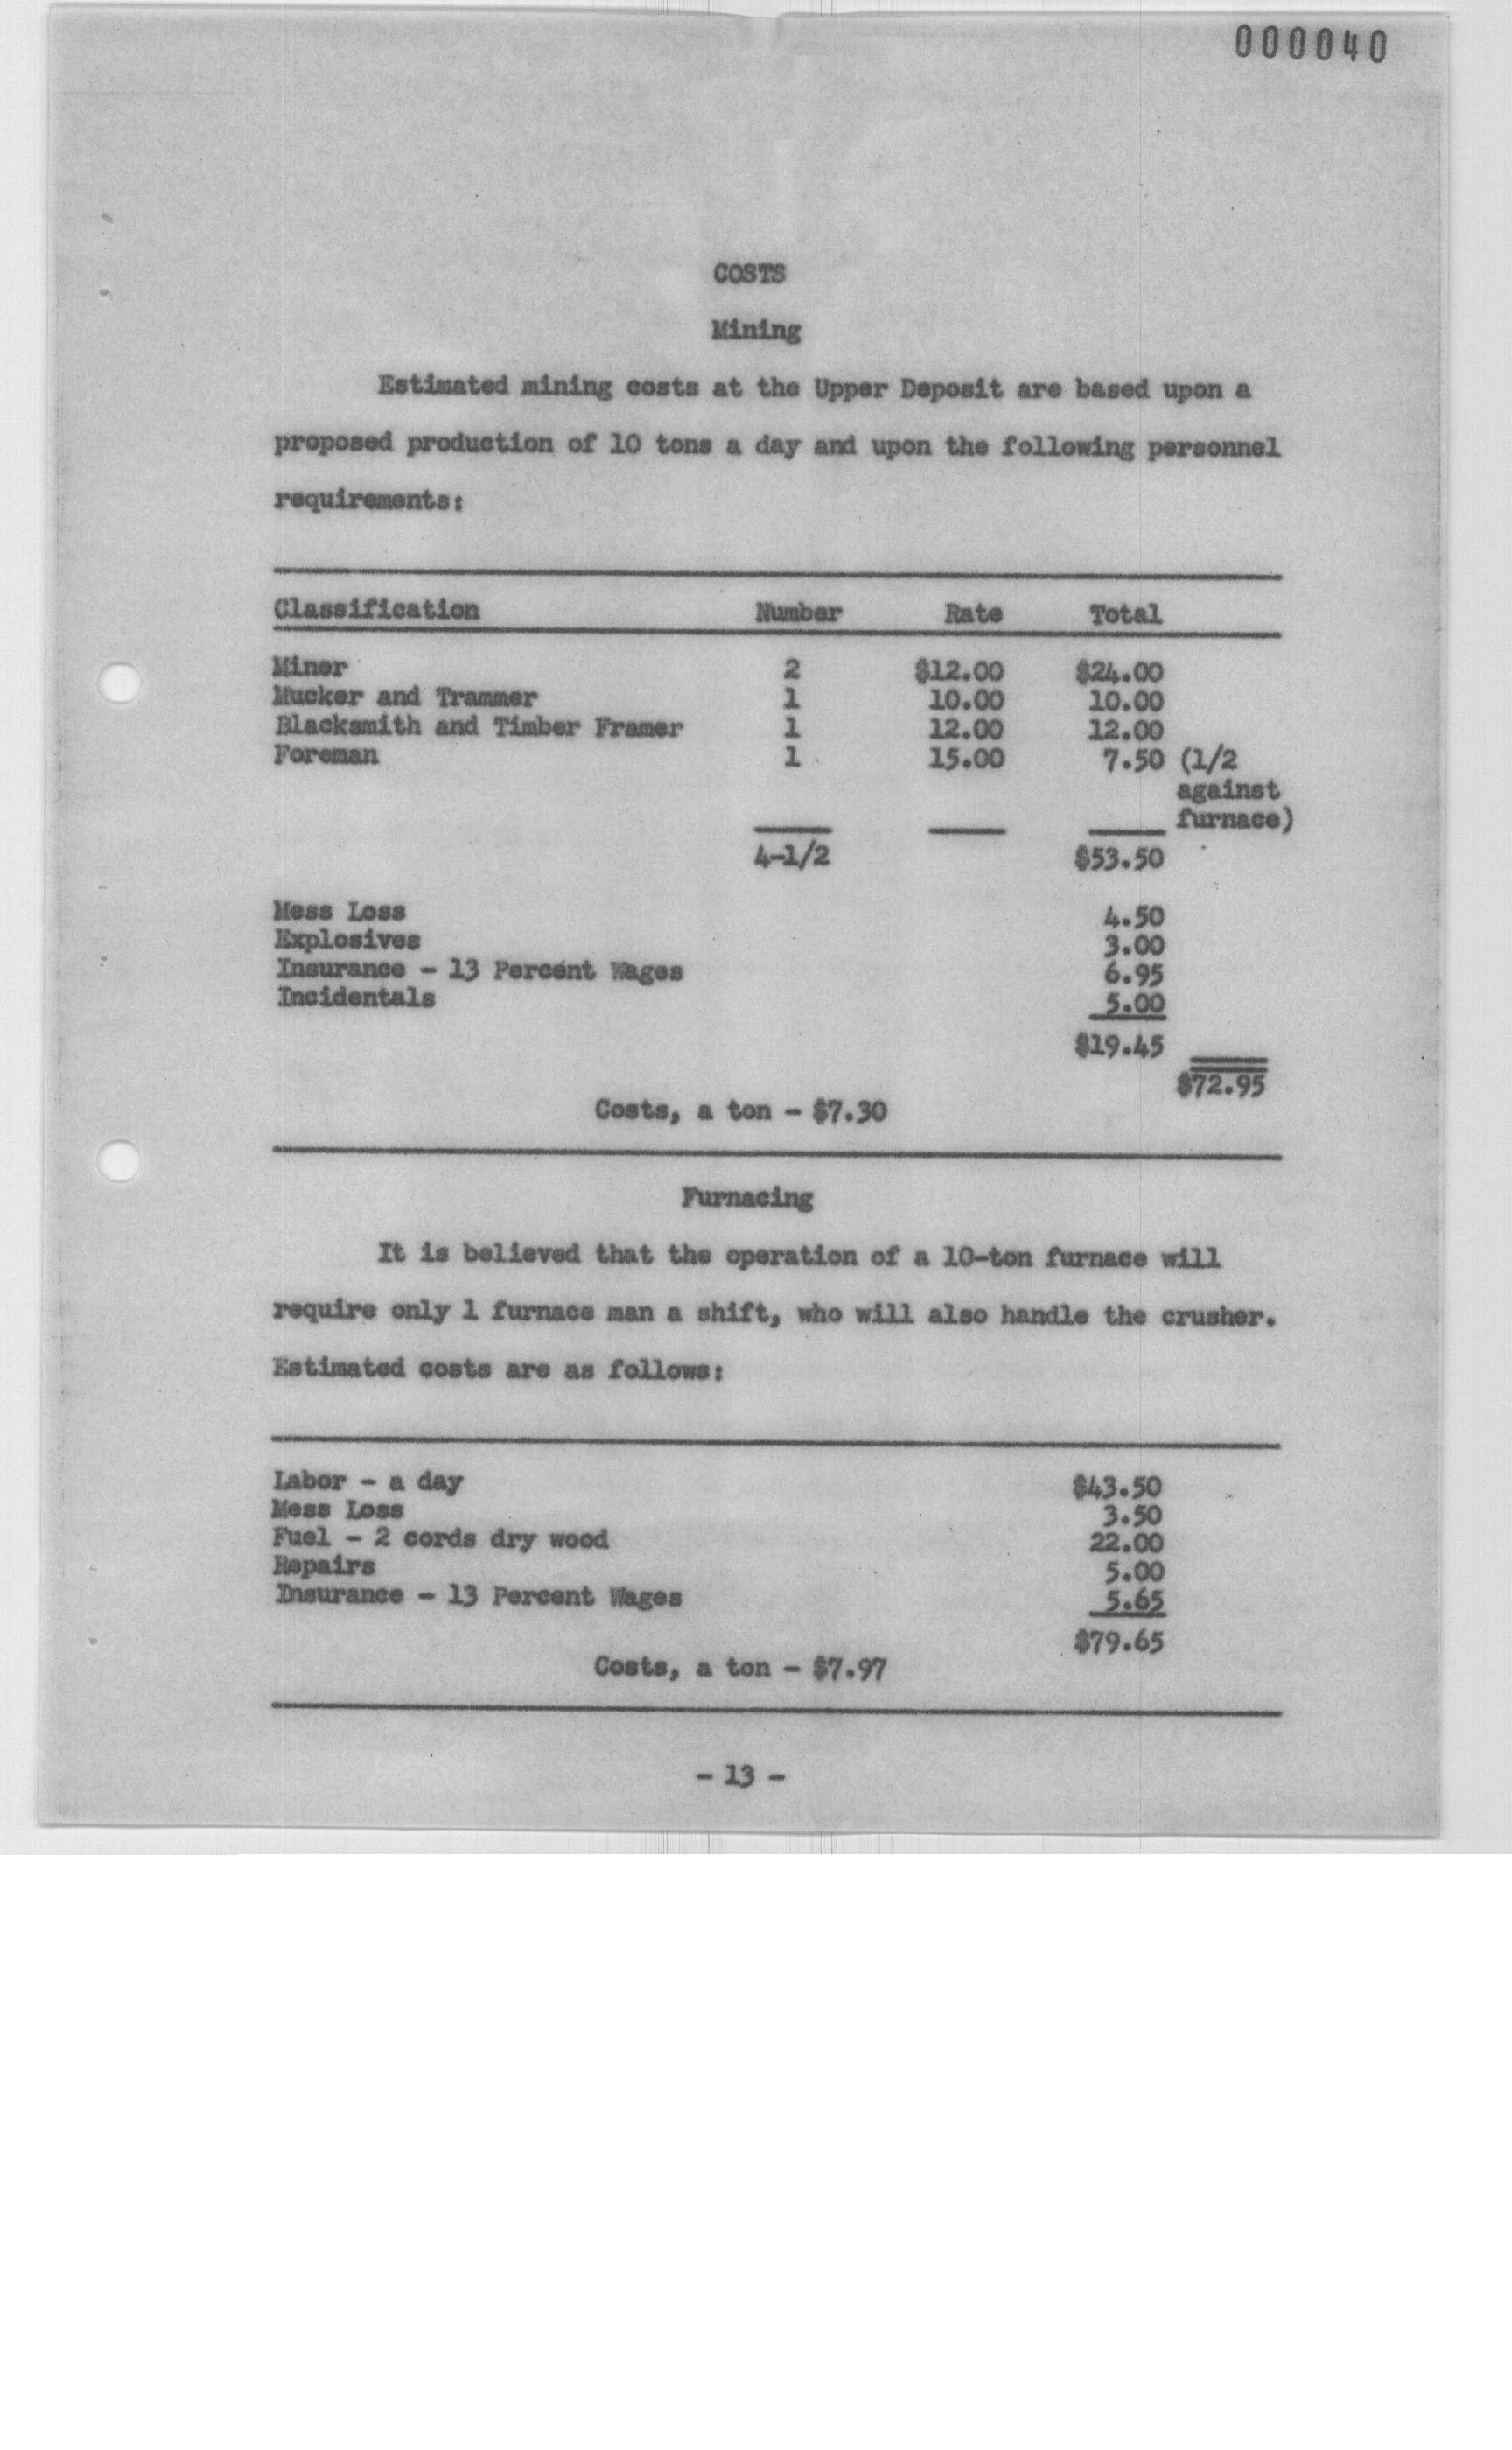 000040
COSTS
Mining
Estimated mining costs at the Upper Deposit are based upon a
proposed production of 10 tons a day and upon the following personnel
requirements:
Classification Number Rate Total
Miner 2 $12.00 $24.00
Mucker and Trammer 1 10.00 10.00
Blacksmith and Timber Framer 1 12.00 12.00
Foreman 1 15.00 7.50 (1/2
against
furnace)
4-1/2 $53.50
Mess Loss 4.50
Explosives 3.00
Insurance - 13 Percent Wages 6.95
Incidentals 5.00
$19.45
$72.95
Costs, a ton - $7.30
Furnacing
It is believed that the operation of a 10-ton furnace will
require only 1 furnace man a shift, who will also handle the crusher.
Estimated costs are as follows:
Labor - a day $43.50
Mess Loss 3.50
Fuel - 2 cords dry wood 22.00
Repairs 5.00
Insurance - 13 Percent Wages 5.65
$79.65
Costs, a ton - $7.97
- 13 -